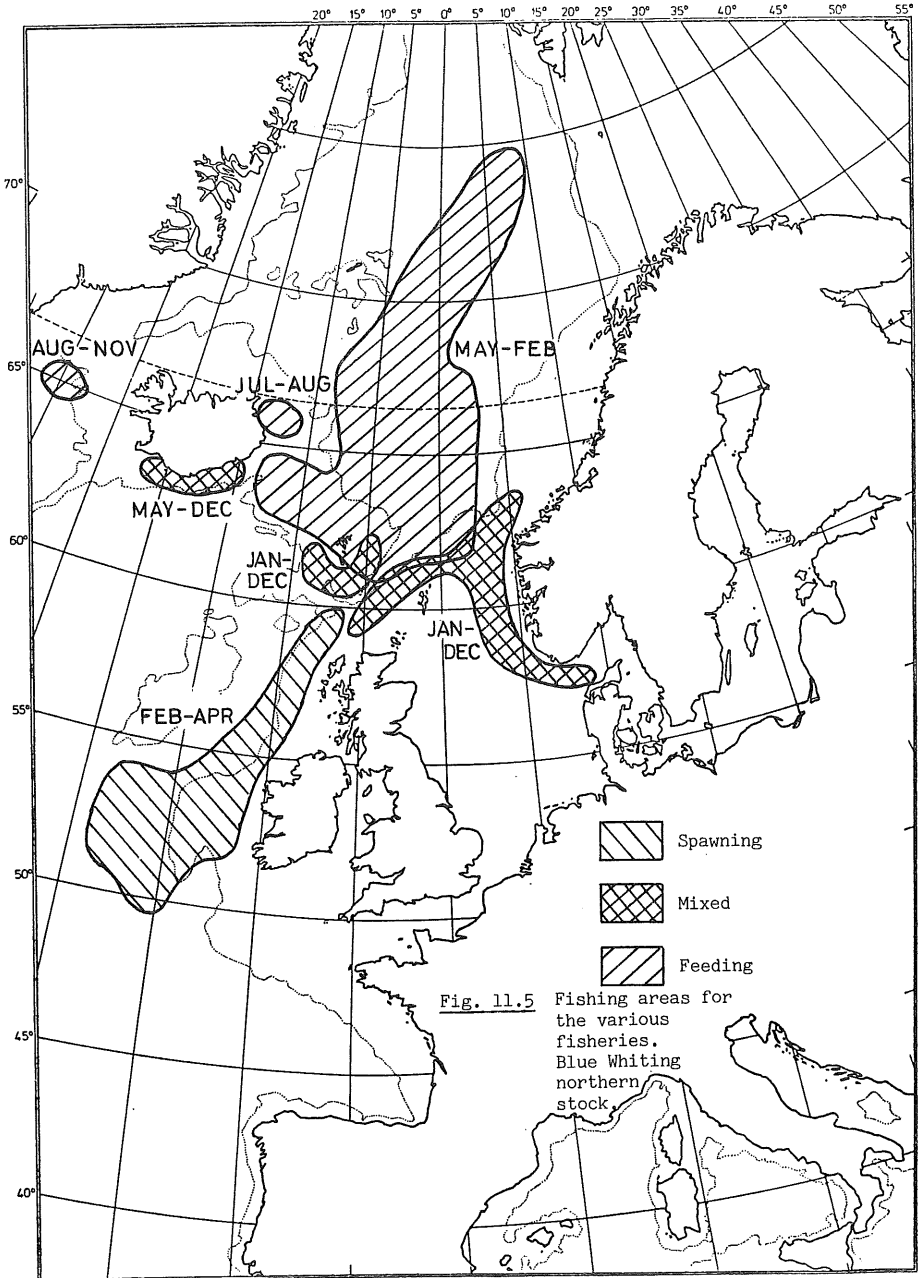 20° 15° 10° 5° 0° 5° 10° 15° 20° 25° 30° 35° 40° 45° 50° 55°
70°
AUG-NOV
MAY-FEB
65°
JUL-AUG
MAY-DEC
60°
JAN-
DEC
JAN-
DEC
FEB-APR
55°
50°
45°
40°
Spawning
Mixed
Feeding
Fig. 11.5 Fishing areas for
the various
fisheries.
Blue Whiting
northern
stock.